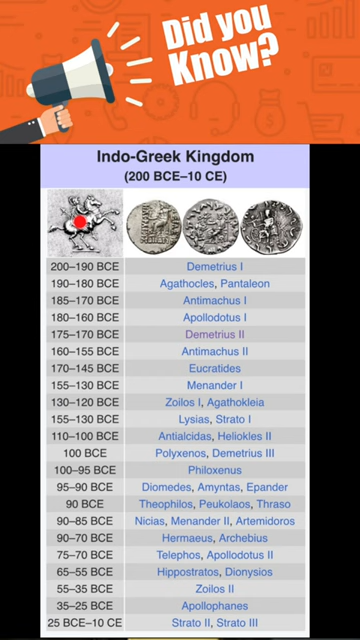 Did you
Know?
Indo-Greek Kingdom
(200 BCE–10 CE)
200–190 BCE Demetrius I
190–180 BCE Agathocles, Pantaleon
185–170 BCE Antimachus I
180–160 BCE Apollodotus I
175–170 BCE Demetrius II
160–155 BCE Antimachus II
170–145 BCE Eucratides
155–130 BCE Menander I
130–120 BCE Zoilos I, Agathokleia
155–130 BCE Lysias, Strato I
110–100 BCE Antialcidas, Heliokles II
100 BCE Polyxenos, Demetrius III
100–95 BCE Philoxenus
95–90 BCE Diomedes, Amyntas, Epander
90 BCE Theophilos, Peukolaos, Thraso
90–85 BCE Nicias, Menander II, Artemidoros
90–70 BCE Hermaeus, Archebius
75–70 BCE Telephos, Apollodotus II
65–55 BCE Hippostratos, Dionysios
55–35 BCE Zoilos II
35–25 BCE Apollophanes
25 BCE–10 CE Strato II, Strato III